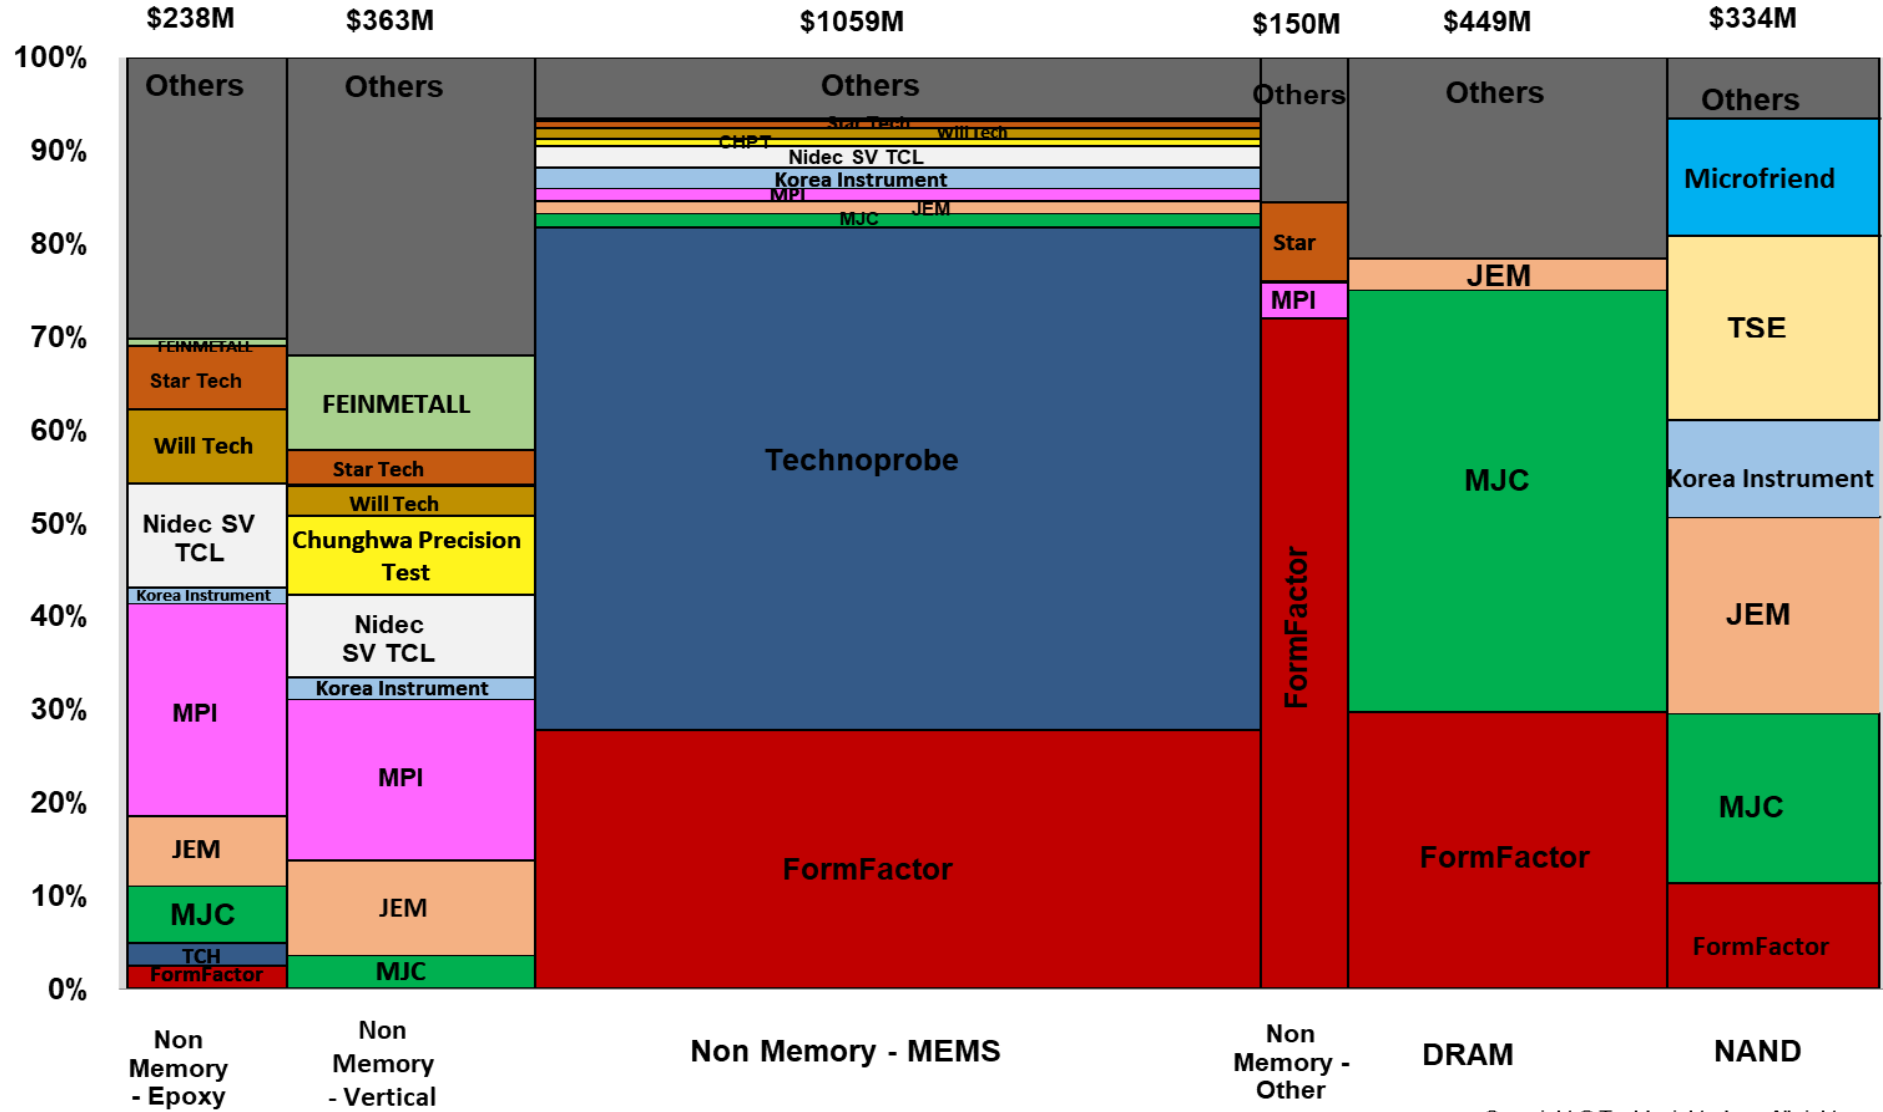 $238M
$363M
$1059M
$150M
$449M
$334M
100%
90%
80%
70%
60%
50%
40%
30%
20%
10%
0%
Others
FEINMETALL
Star Tech
Will Tech
Nidec SV
TCL
Korea Instrument
MPI
JEM
MJC
TCH
FormFactor
Others
FEINMETALL
Star Tech
Will Tech
Chunghwa Precision
Test
Nidec
SV TCL
Korea Instrument
MPI
JEM
MJC
Others
Star Tech
Will Tech
CHPT
Nidec SV TCL
Korea Instrument
MPI
JEM
MJC
Technoprobe
FormFactor
Others
Star
MPI
FormFactor
Others
JEM
MJC
FormFactor
Others
Microfriend
TSE
Korea Instrument
JEM
MJC
FormFactor
Non
Memory
- Epoxy
Non
Memory
- Vertical
Non Memory - MEMS
Non
Memory -
Other
DRAM
NAND